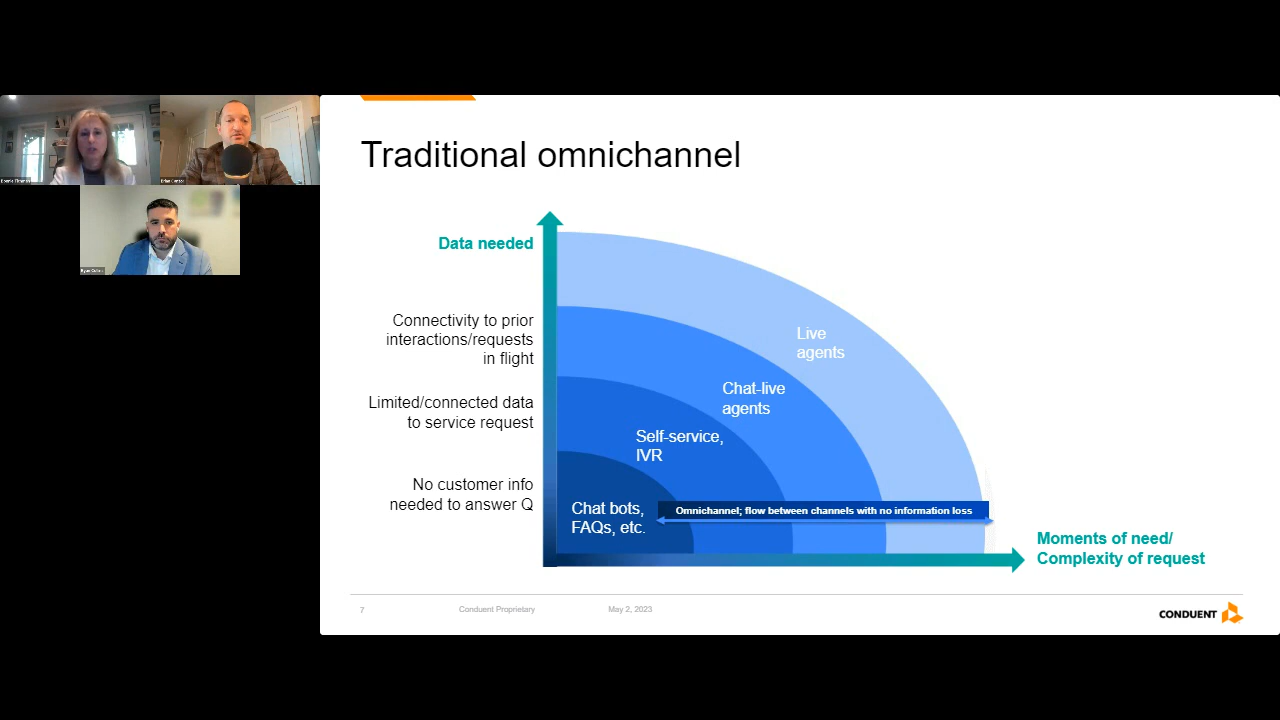 Traditional omnichannel
Data needed
Connectivity to prior
interactions/requests
in flight
Limited/connected data
to service request
No customer info
needed to answer Q
Live
agents
Chat-live
agents
Self-service,
IVR
Chat bots,
FAQs, etc.
Omnichannel; flow between channels with no information loss
Moments of need/
Complexity of request
7
Conduent Proprietary
May 2, 2023
CONDUENT